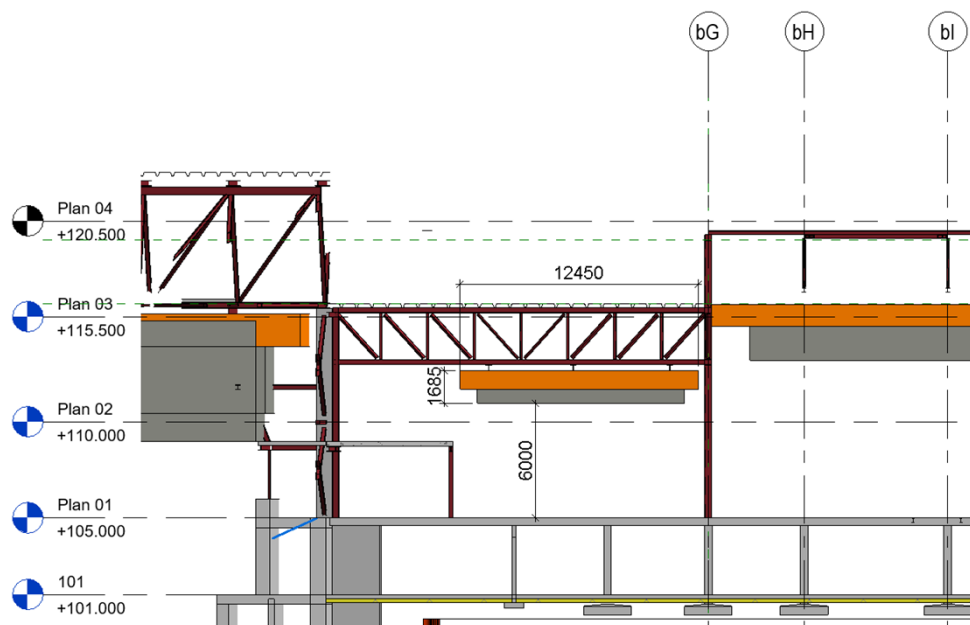 bG
bH
bI
Plan 04
+120.500
12450
Plan 03
+115.500
1685
Plan 02
+110.000
6000
Plan 01
+105.000
101
+101.000